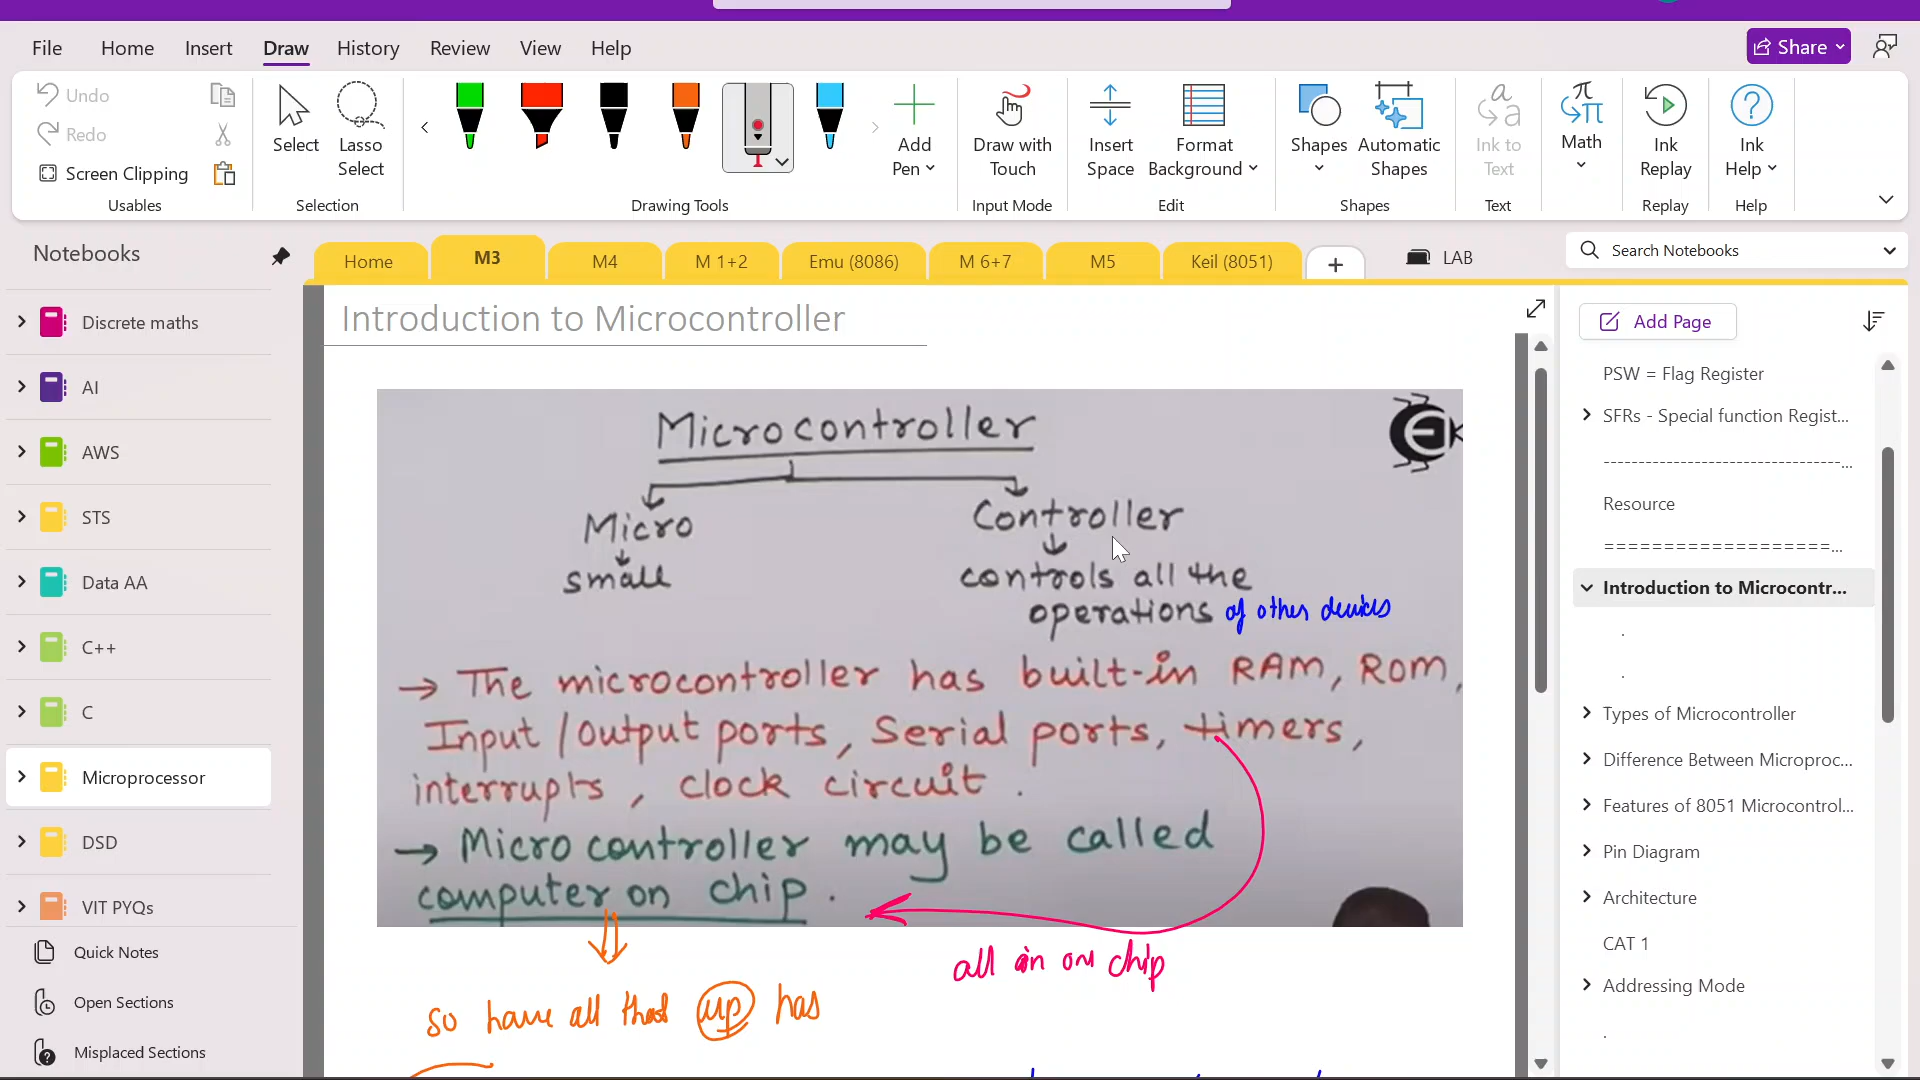 File Home Insert Draw History Review View Help Share
Undo
Redo
Screen Clipping
Usables
Select
Lasso Select
Selection
Drawing Tools
Add Pen
Draw with Touch
Input Mode
Insert Space
Format Background
Edit
Shapes
Automatic Shapes
Shapes
Ink to Text
Text
Math
Ink Replay
Replay
Ink Help
Help
Notebooks
Home M3 M4 M 1+2 Emu (8086) M 6+7 M5 Keil (8051) + LAB
Search Notebooks
Discrete maths
AI
AWS
STS
Data AA
C++
C
Microprocessor
DSD
VIT PYQs
Quick Notes
Open Sections
Misplaced Sections
Introduction to Microcontroller
Microcontroller
Micro
small
Controller
controls all the
operations of other devices
→ The microcontroller has built-in RAM, ROM,
Input/Output ports, Serial ports, timers,
interrupts, clock circuit.
→ Microcontroller may be called
computer on chip.
all in on chip
so have all that up has
Add Page
PSW = Flag Register
SFRs - Special function Regist...
----------------------------------...
Resource
===================...
Introduction to Microcontr...
.
.
Types of Microcontroller
Difference Between Microproc...
Features of 8051 Microcontrol...
Pin Diagram
Architecture
CAT 1
Addressing Mode
.